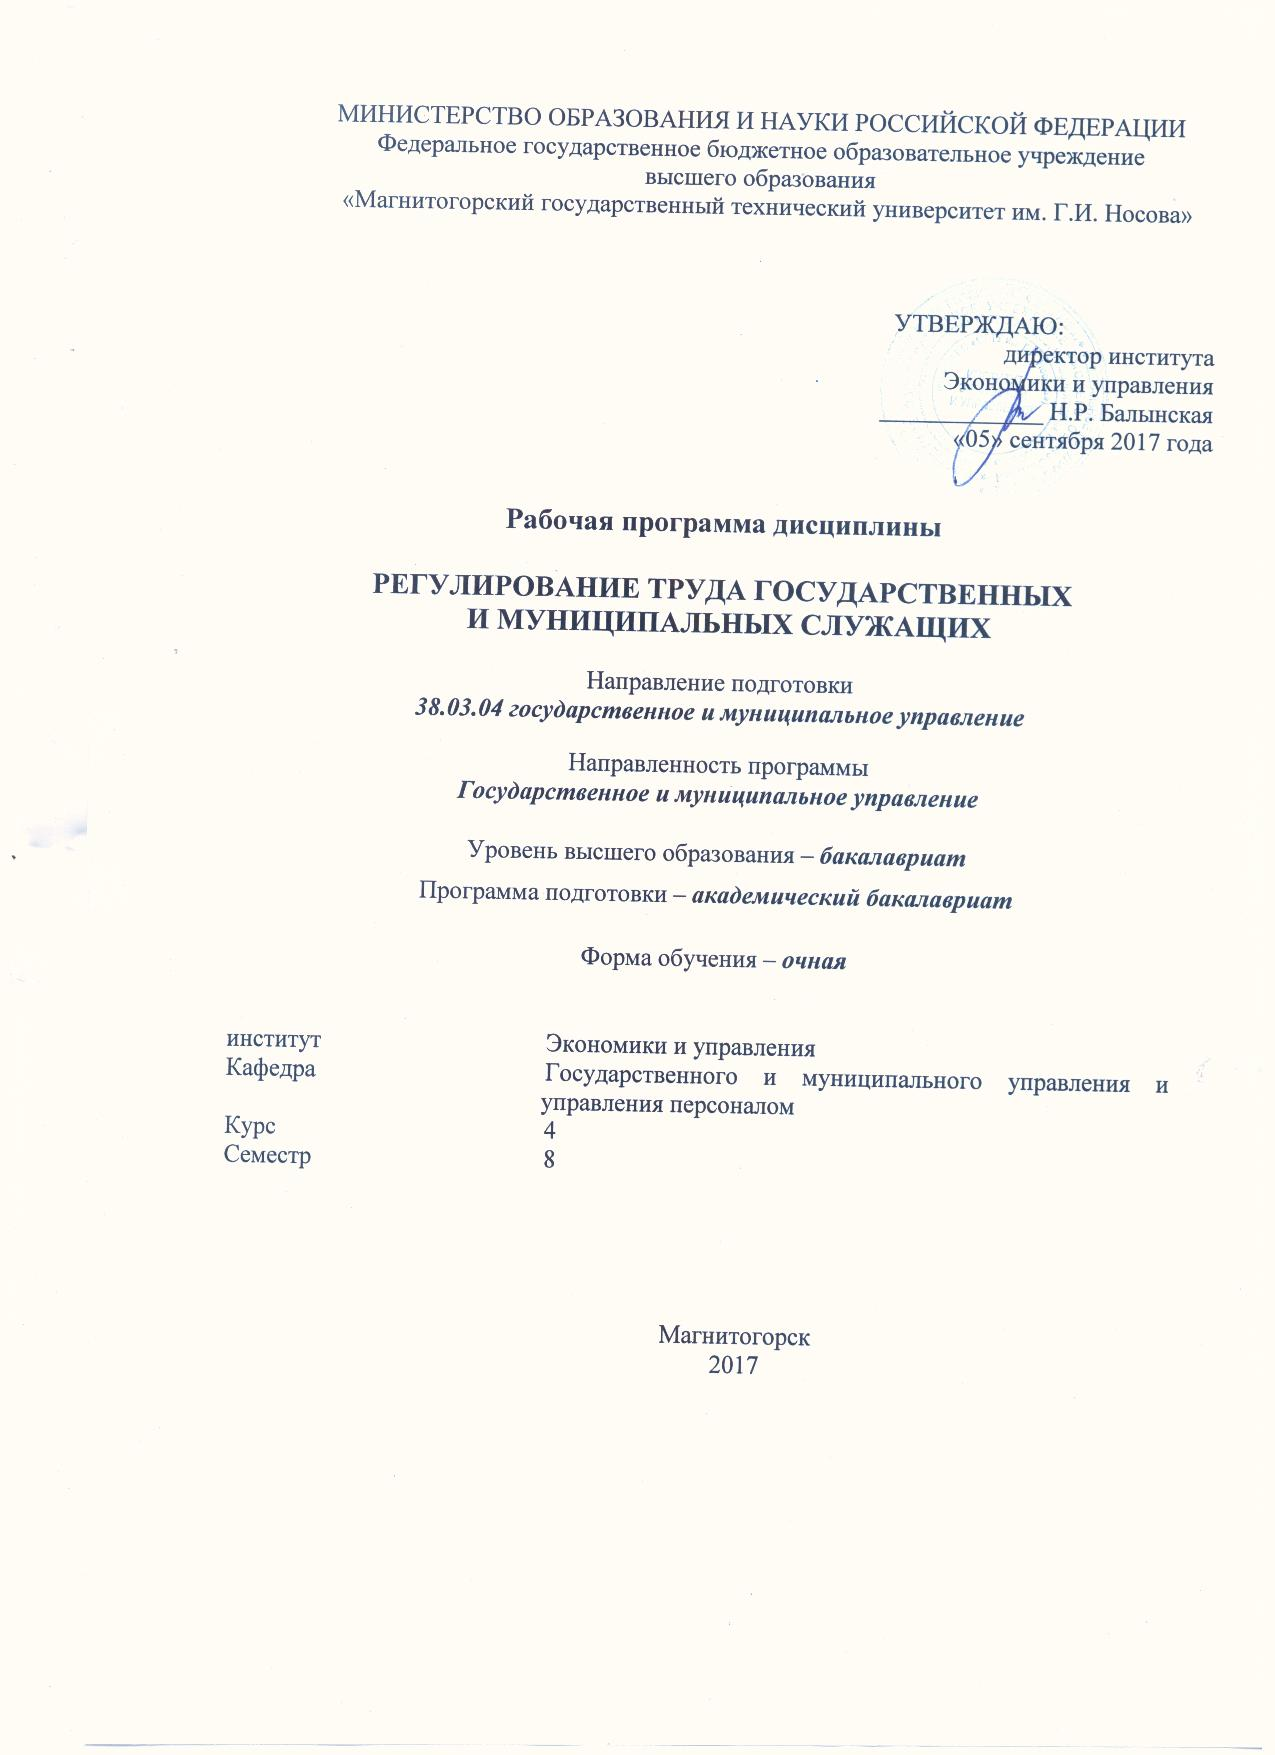 МИНИСТЕРСТВО ОБРАЗОВАНИЯ И НАУКИ РОССИЙСКОЙ ФЕДЕРАЦИИ
Федеральное государственное бюджетное образовательное учреждение
высшего образования
«Магнитогорский государственный технический университет им. Г.И. Носова»
УТВЕРЖДАЮ:
директор института
Экономики и управления
_____________ Н.Р. Балынская
«05» сентября 2017 года
Рабочая программа дисциплины
РЕГУЛИРОВАНИЕ ТРУДА ГОСУДАРСТВЕННЫХ
И МУНИЦИПАЛЬНЫХ СЛУЖАЩИХ
Направление подготовки
38.03.04 государственное и муниципальное управление
Направленность программы
Государственное и муниципальное управление
Уровень высшего образования – бакалавриат
Программа подготовки – академический бакалавриат
Форма обучения – очная
институт Экономики и управления
Кафедра Государственного и муниципального управления и
управления персоналом
Курс 4
Семестр 8
Магнитогорск
2017